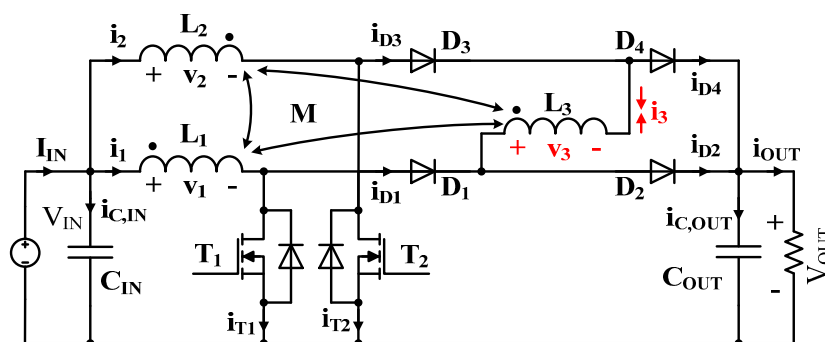 i2 L2 iD3 D3 D4
+ v2 - iD4
M L3 i3
IIN i1 L1 + v3 - iD2 iOUT
+ v1 - iD1 D1 D2
VIN iC,IN iC,OUT +
T1 T2 VOUT
CIN COUT -
iT1 iT2